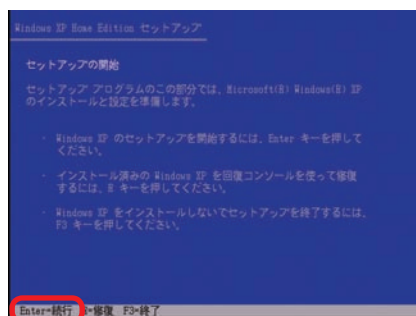 Windows XP Home Edition セットアップ
セットアップの開始
セットアップ プログラムのこの部分では、Microsoft(R) Windows(R) XP
のインストールと設定を準備します。
・ Windows XP のセットアップを開始するには、Enter キーを押して
ください。
・ インストール済みの Windows XP を回復コンソールを使って修復
するには、R キーを押してください。
・ Windows XP をインストールしないでセットアップを終了するには、
F3 キーを押してください。
Enter=続行 R=修復 F3=終了